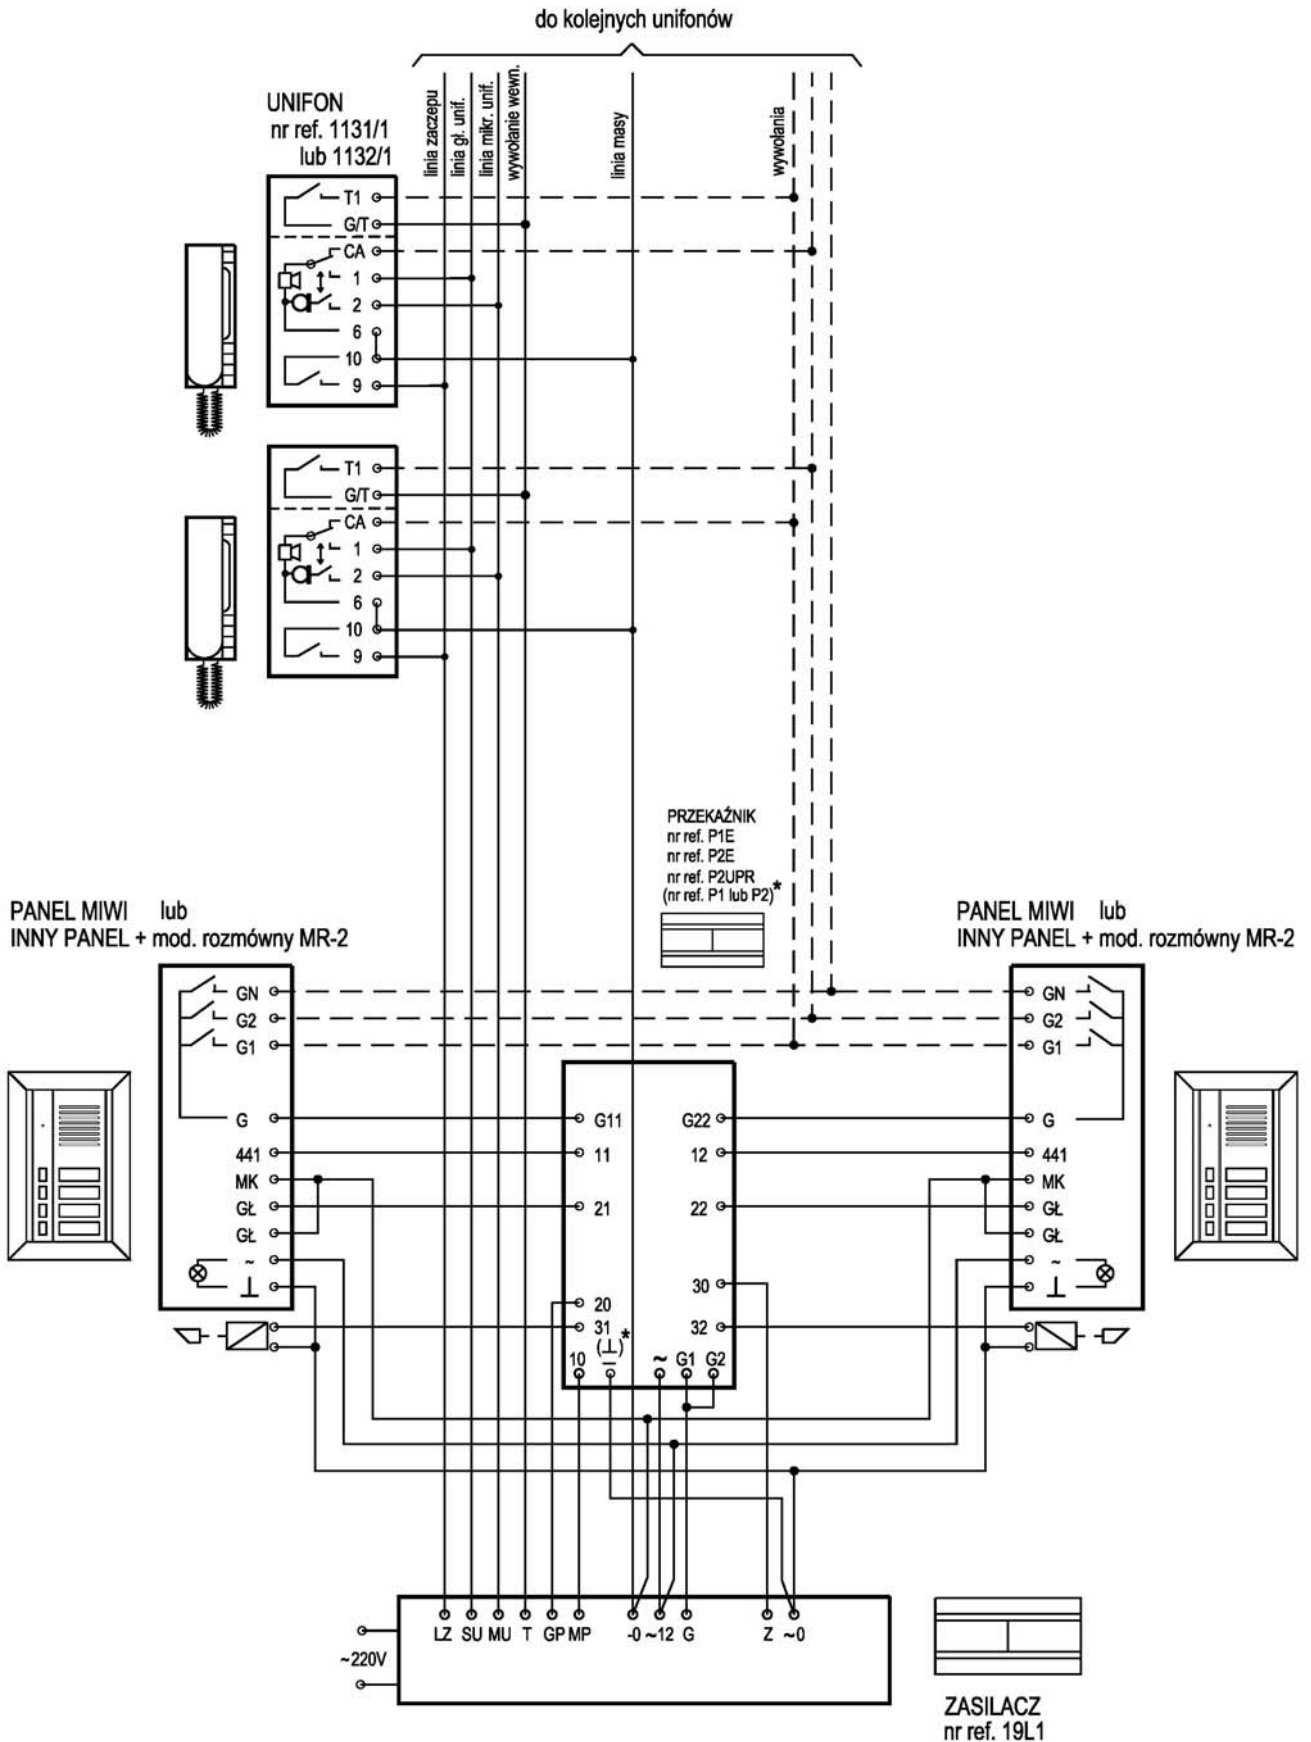 do kolejnych unifonów
UNIFON
nr ref. 1131/1
lub 1132/1
linia zaczepu
linia gł. unif.
linia mikr. unif.
wywołanie wewn.
linia masy
wywołania
T1
G/T
CA
1
2
6
10
9
T1
G/T
CA
1
2
6
10
9
PRZEKAŹNIK
nr ref. P1E
nr ref. P2E
nr ref. P2UPR
(nr ref. P1 lub P2)*
PANEL MIWI lub
INNY PANEL + mod. rozmówny MR-2
PANEL MIWI lub
INNY PANEL + mod. rozmówny MR-2
GN
G2
G1
G
441
MK
GŁ
GŁ
~
⊥
G11
11
21
20
31
10
(⊥)*
–
G22
12
22
30
32
~ G1 G2
GN
G2
G1
G
441
MK
GŁ
GŁ
~
⊥
LZ SU MU T GP MP -0 ~12 G Z ~0
~220V
ZASILACZ
nr ref. 19L1